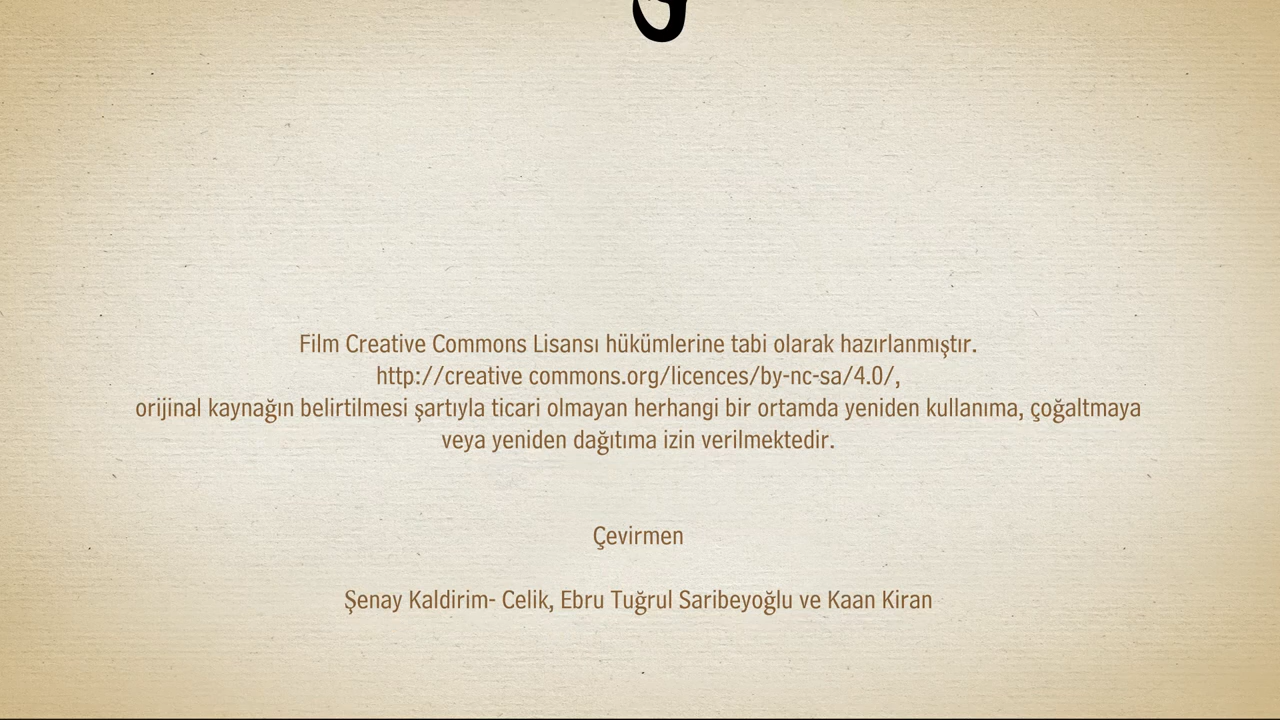 Film Creative Commons Lisansı hükümlerine tabi olarak hazırlanmıştır.
http://creative commons.org/licences/by-nc-sa/4.0/,
orijinal kaynağın belirtilmesi şartıyla ticari olmayan herhangi bir ortamda yeniden kullanıma, çoğaltmaya
veya yeniden dağıtıma izin verilmektedir.
Çevirmen
Şenay Kaldirim- Celik, Ebru Tuğrul Saribeyoğlu ve Kaan Kiran